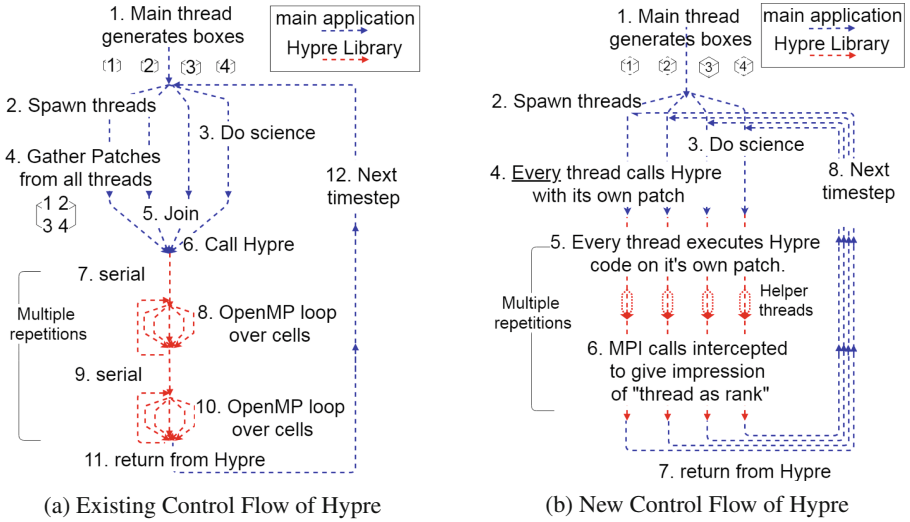 1. Main thread
generates boxes
1 2 3 4
main application
Hypre Library
2. Spawn threads
3. Do science
4. Gather Patches
from all threads
1 2
3 4
5. Join
12. Next
timestep
6. Call Hypre
7. serial
Multiple
repetitions
8. OpenMP loop
over cells
9. serial
10. OpenMP loop
over cells
11. return from Hypre
(a) Existing Control Flow of Hypre
1. Main thread
generates boxes
1 2 3 4
main application
Hypre Library
2. Spawn threads
3. Do science
4. Every thread calls Hypre
with its own patch
8. Next
timestep
5. Every thread executes Hypre
code on it's own patch.
Multiple
repetitions
Helper
threads
6. MPI calls intercepted
to give impression
of "thread as rank"
7. return from Hypre
(b) New Control Flow of Hypre